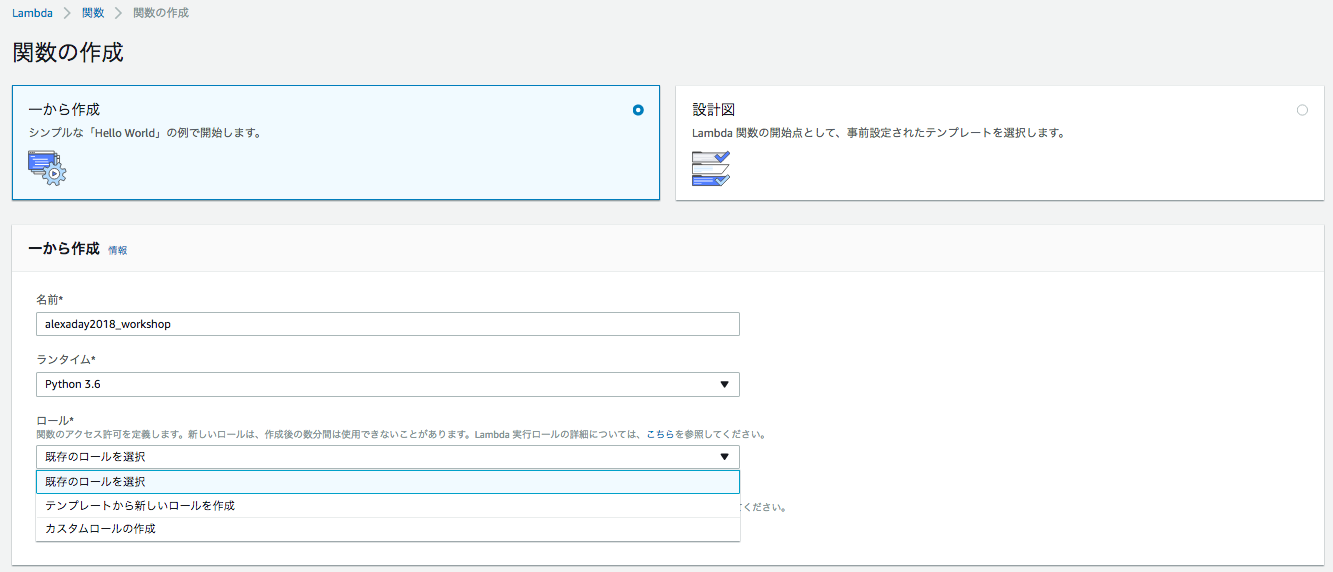 Lambda > 関数 > 関数の作成
関数の作成
一から作成
シンプルな「Hello World」の例で開始します。
設計図
Lambda 関数の開始点として、事前設定されたテンプレートを選択します。
一から作成 情報
名前*
alexaday2018_workshop
ランタイム*
Python 3.6
ロール*
関数のアクセス許可を定義します。新しいロールは、作成後の数分間は使用できないことがあります。Lambda 実行ロールの詳細については、こちらを参照してください。
既存のロールを選択
既存のロールを選択
テンプレートから新しいロールを作成
ください。
カスタムロールの作成